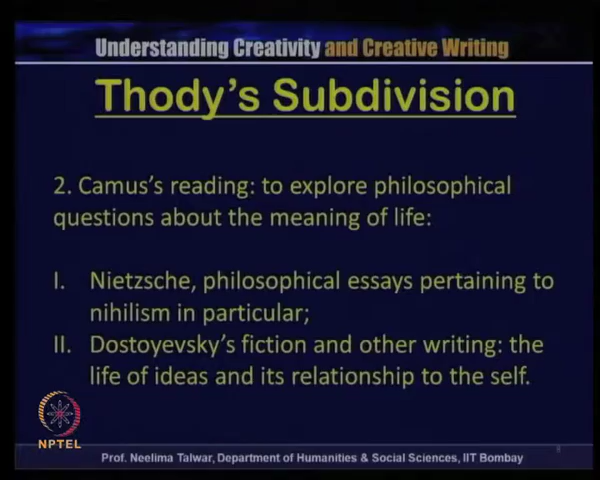 Understanding Creativity and Creative Writing
Thody's Subdivision
2. Camus's reading: to explore philosophical
questions about the meaning of life:
I. Nietzsche, philosophical essays pertaining to
nihilism in particular;
II. Dostoyevsky's fiction and other writing: the
life of ideas and its relationship to the self.
NPTEL
Prof. Neelima Talwar, Department of Humanities & Social Sciences, IIT Bombay